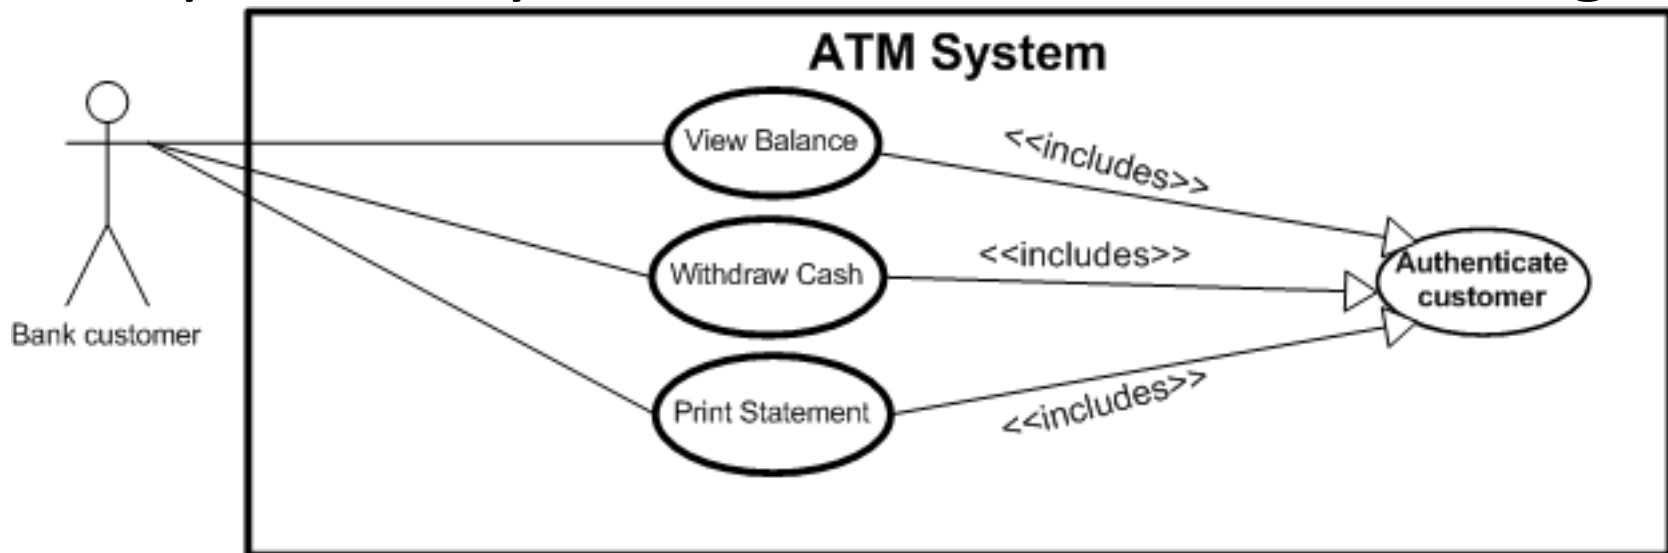 ATM System
View Balance
<<includes>>
Withdraw Cash
<<includes>>
Authenticate
customer
Bank customer
Print Statement
<<includes>>